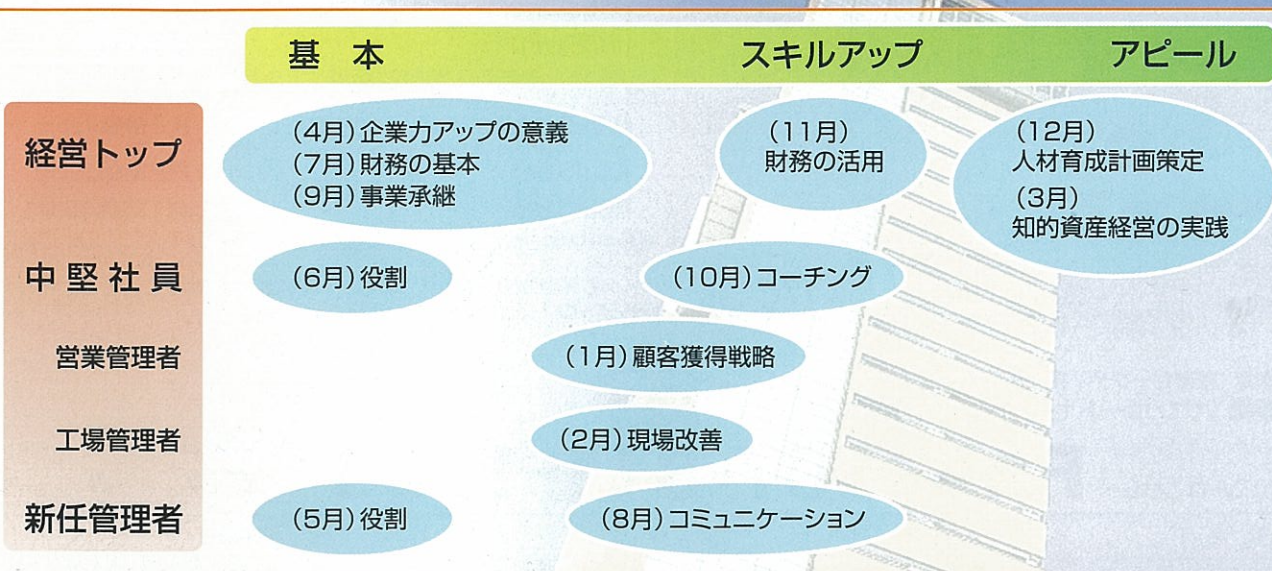 基 本 スキルアップ アピール
経営トップ
(4月)企業力アップの意義
(7月)財務の基本
(9月)事業承継
(11月)
財務の活用
(12月)
人材育成計画策定
(3月)
知的資産経営の実践
中 堅 社 員
(6月)役割
(10月)コーチング
営業管理者
(1月)顧客獲得戦略
工場管理者
(2月)現場改善
新任管理者
(5月)役割
(8月)コミュニケーション